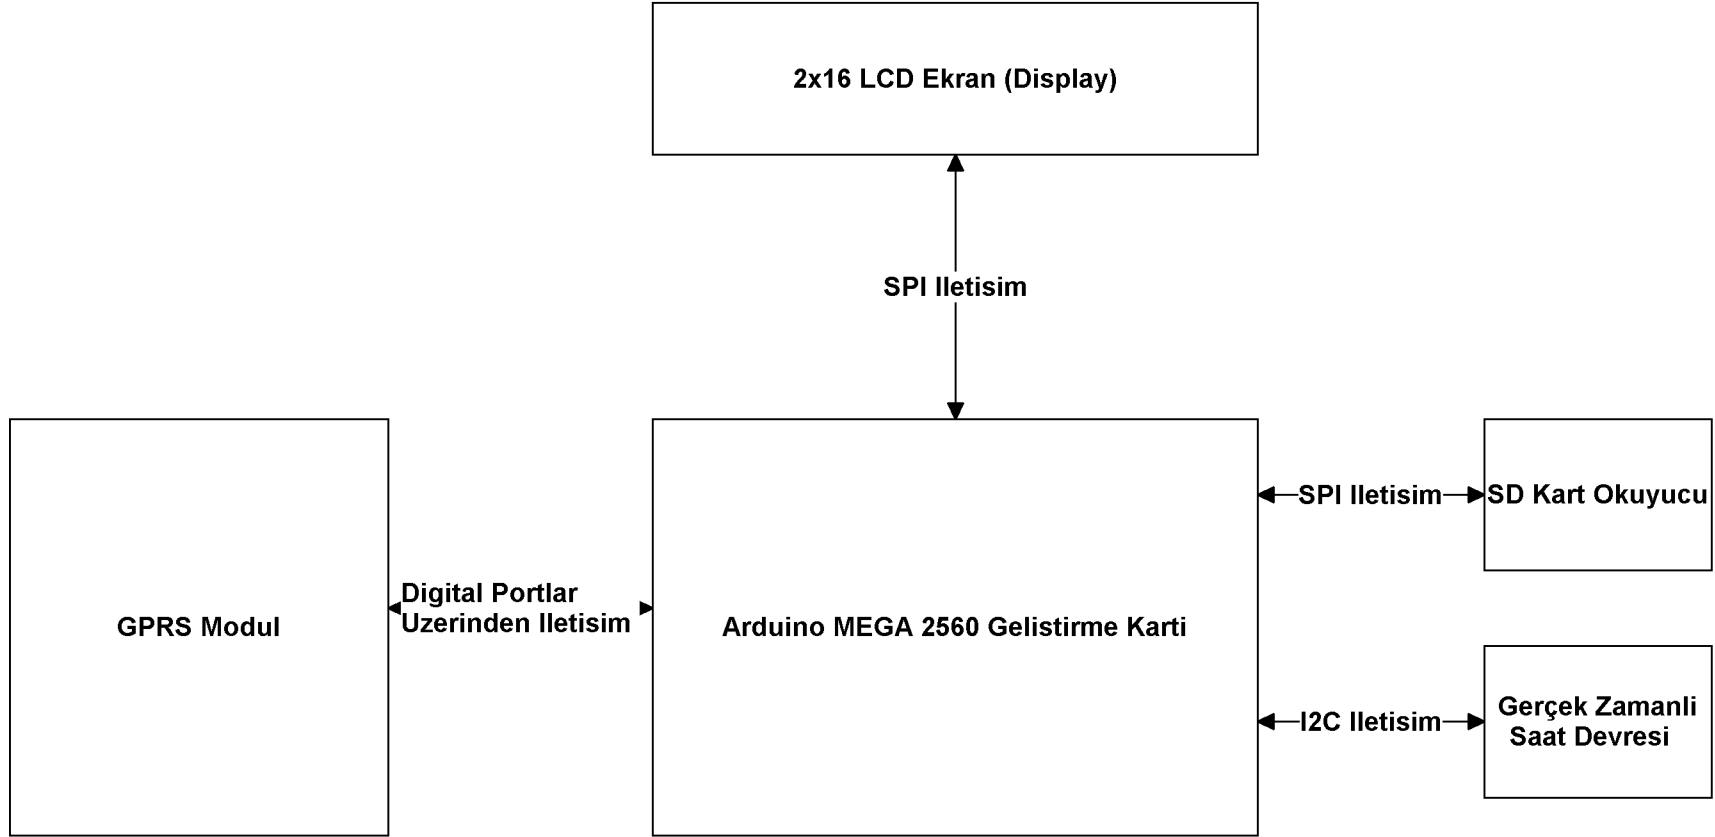 2x16 LCD Ekran (Display)
SPI Iletisim
SPI Iletisim
SD Kart Okuyucu
Digital Portlar
Uzerinden Iletisim
GPRS Modul
Arduino MEGA 2560 Gelistirme Karti
I2C Iletisim
Gerçek Zamanli
Saat Devresi